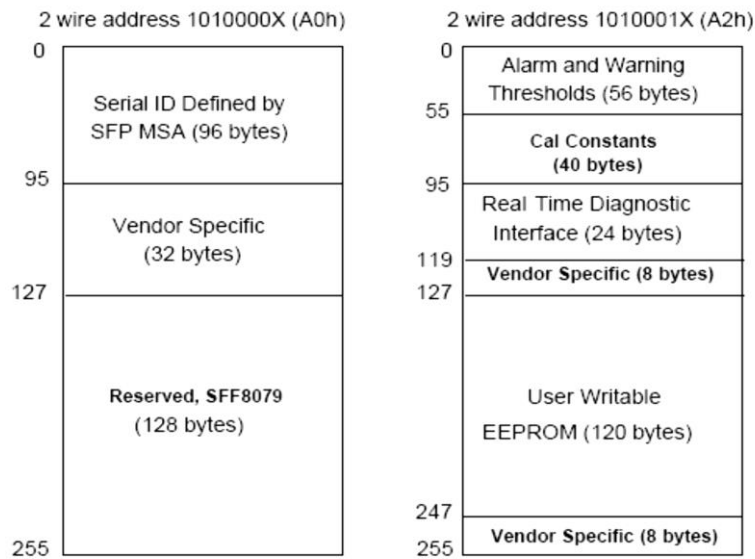 2 wire address 1010000X (A0h)
0
Serial ID Defined by
SFP MSA (96 bytes)
95
Vendor Specific
(32 bytes)
127
Reserved, SFF8079
(128 bytes)
255
2 wire address 1010001X (A2h)
0
Alarm and Warning
Thresholds (56 bytes)
55
Cal Constants
(40 bytes)
95
Real Time Diagnostic
Interface (24 bytes)
119
Vendor Specific (8 bytes)
127
User Writable
EEPROM (120 bytes)
247
Vendor Specific (8 bytes)
255